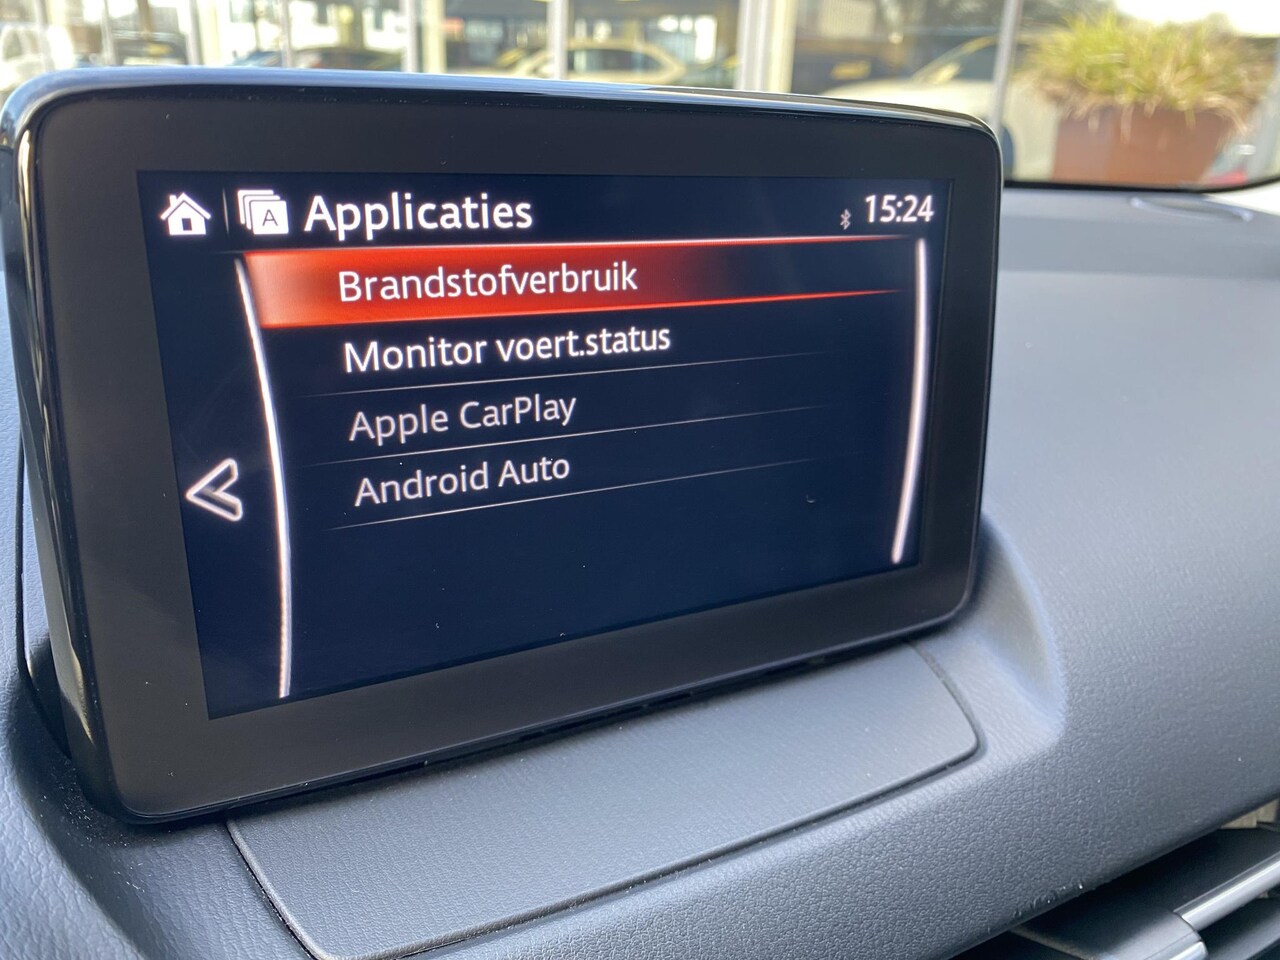 A Applicaties 15:24
Brandstofverbruik
Monitor voert.status
Apple CarPlay
Android Auto